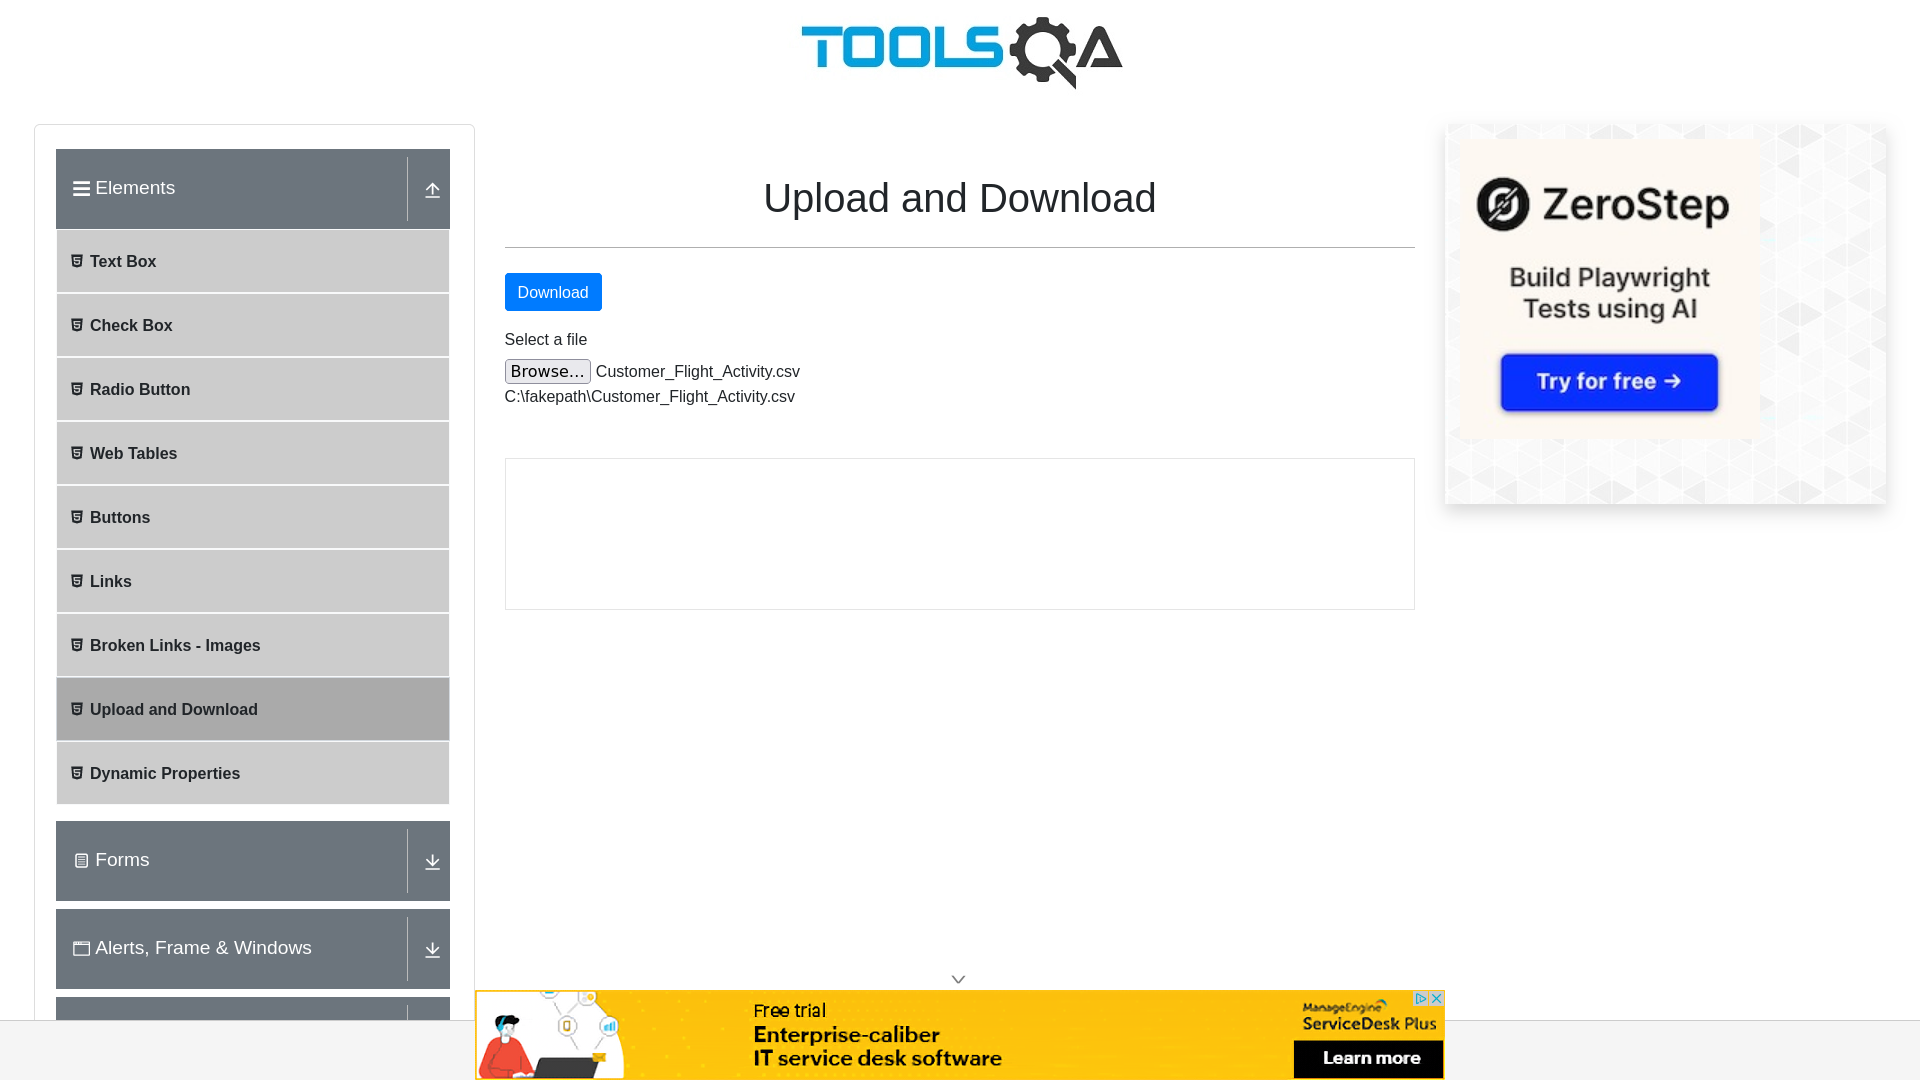 TOOLSQA
Elements
Text Box
Check Box
Radio Button
Web Tables
Buttons
Links
Broken Links - Images
Upload and Download
Dynamic Properties
Forms
Alerts, Frame & Windows
Upload and Download
Download
Select a file
Browse... Customer_Flight_Activity.csv
C:\fakepath\Customer_Flight_Activity.csv
ZeroStep
Build Playwright
Tests using AI
Try for free →
Free trial
Enterprise-caliber
IT service desk software
ManageEngine
ServiceDesk Plus
Learn more